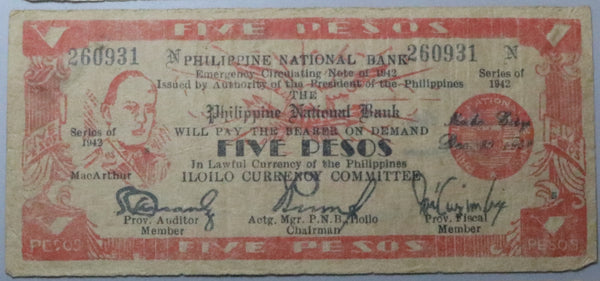 FIVE PESOS
260931 N
PHILIPPINE NATIONAL BANK
260931 N
Emergency Circulating Note of 1942
Issued by Authority of the President of the Philippines
Series of
1942
THE
Philippine National Bank
WILL PAY THE BEARER ON DEMAND
Series of
1943
FIVE PESOS
In Lawful Currency of the Philippines
MacArthur
ILOILO CURRENCY COMMITTEE
Prov. Auditor
Member
Actg. Mgr. P.N.B. Iloilo
Chairman
Prov. Fiscal
Member
PESOS
FIVE PESOS
PESOS